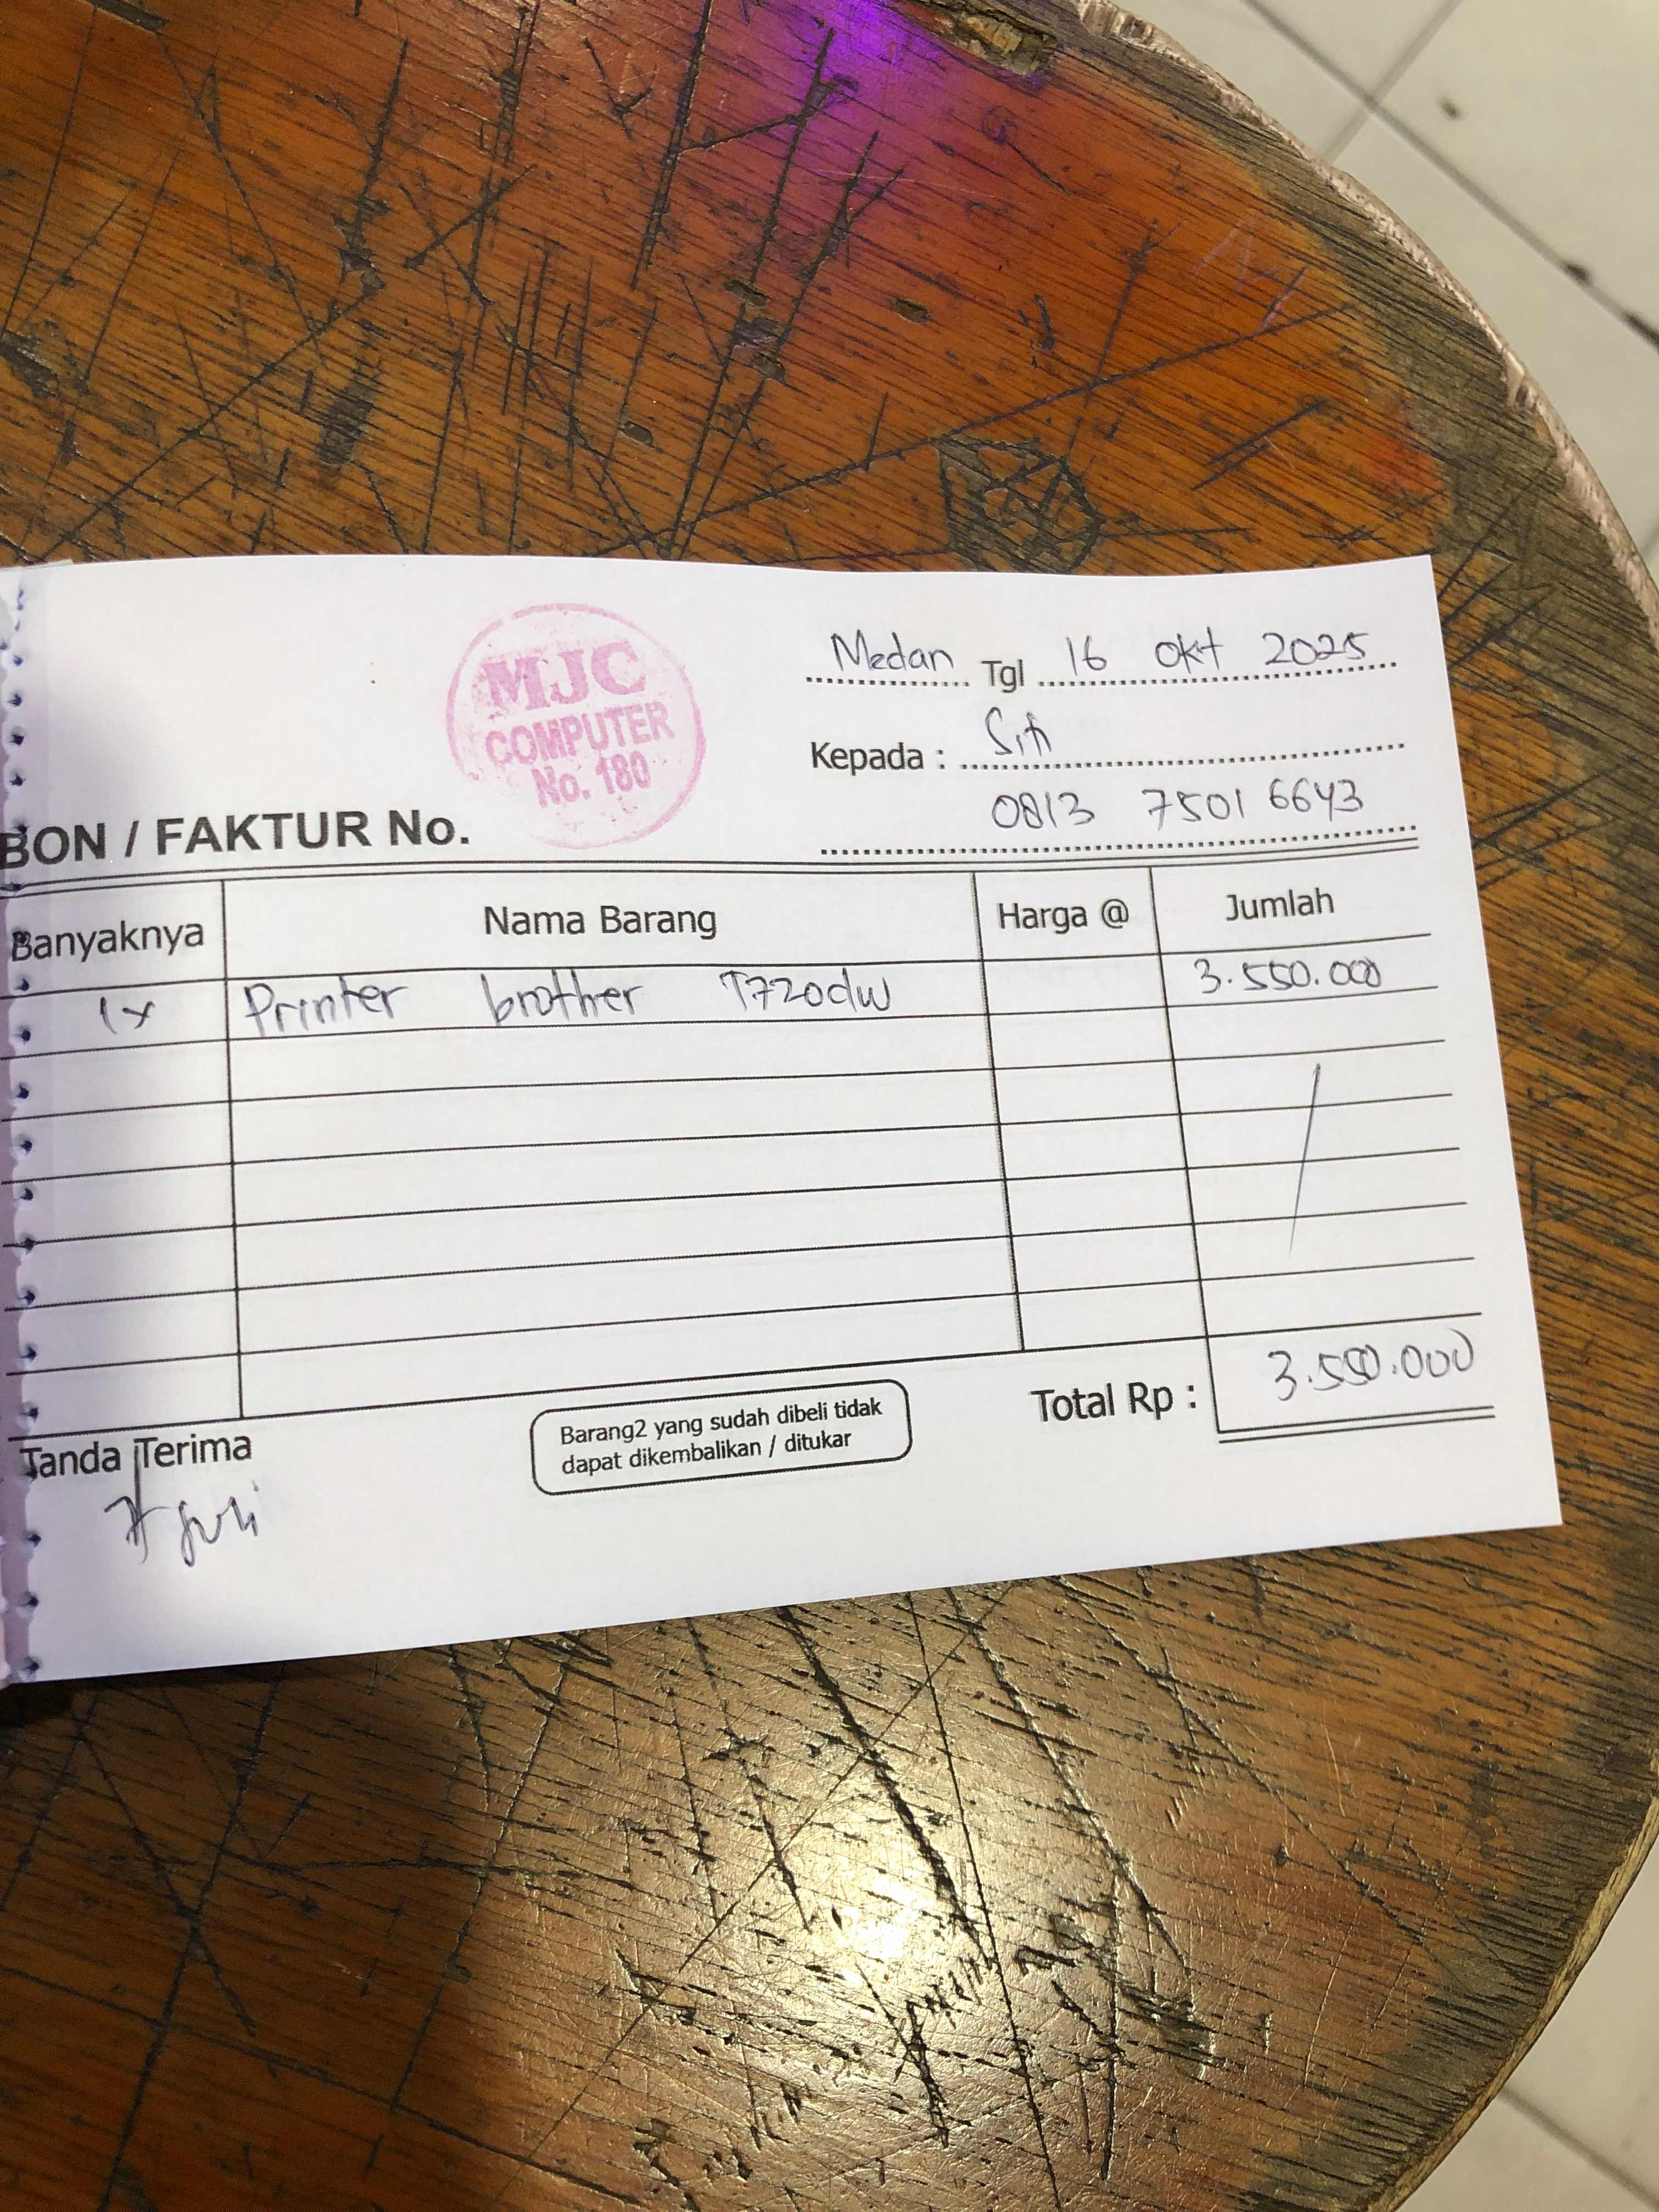 MJC
COMPUTER
No. 180
Medan Tgl 16 Okt 2025
Kepada : Siti
0813 7501 6643
BON / FAKTUR No.
Banyaknya Nama Barang Harga @ Jumlah
1x Printer brother T720dw 3.550.000
Total Rp : 3.550.000
Tanda Terima
Barang2 yang sudah dibeli tidak
dapat dikembalikan / ditukar